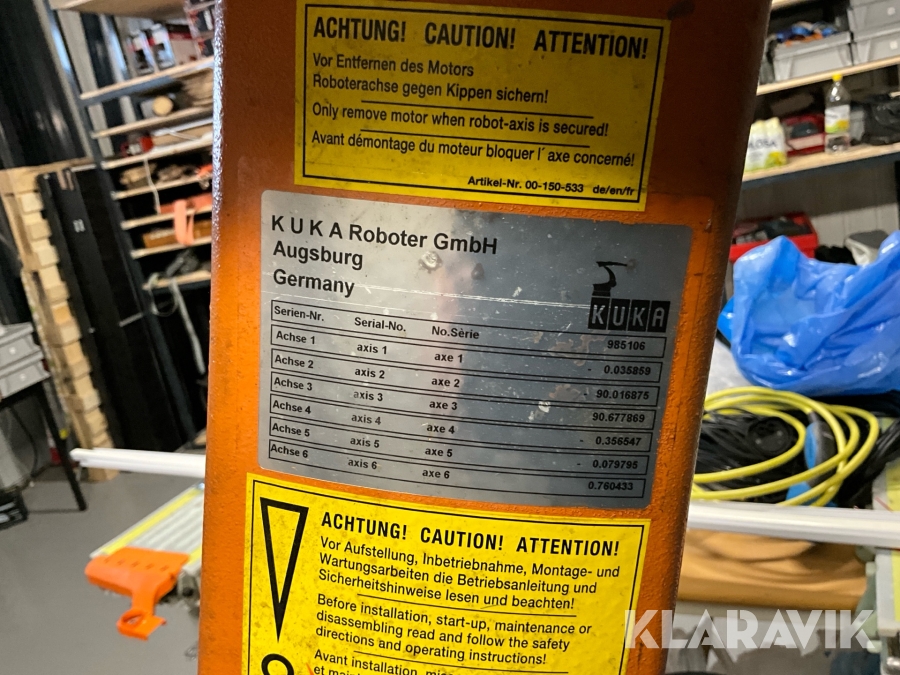 ACHTUNG! CAUTION! ATTENTION!
Vor Entfernen des Motors
Roboterachse gegen Kippen sichern!
Only remove motor when robot-axis is secured!
Avant démontage du moteur bloquer l´ axe concerné!
Artikel-Nr. 00-150-533 de/en/fr
K U K A Roboter GmbH
Augsburg
Germany
KUKA
Serien-Nr. Serial-No. No.Série 985106
Achse 1 axis 1 axe 1 - 0.035859
Achse 2 axis 2 axe 2 - 90.016875
Achse 3 axis 3 axe 3 90.677869
Achse 4 axis 4 axe 4 - 0.356547
Achse 5 axis 5 axe 5 - 0.079795
Achse 6 axis 6 axe 6 0.760433
ACHTUNG! CAUTION! ATTENTION!
Vor Aufstellung, Inbetriebnahme, Montage- und
Wartungsarbeiten die Betriebsanleitung und
Sicherheitshinweise lesen und beachten!
Before installation, start-up, maintenance or
disassembling read and follow the safety
directions and operating instructions!
Avant installation,
et
KLARAVIK